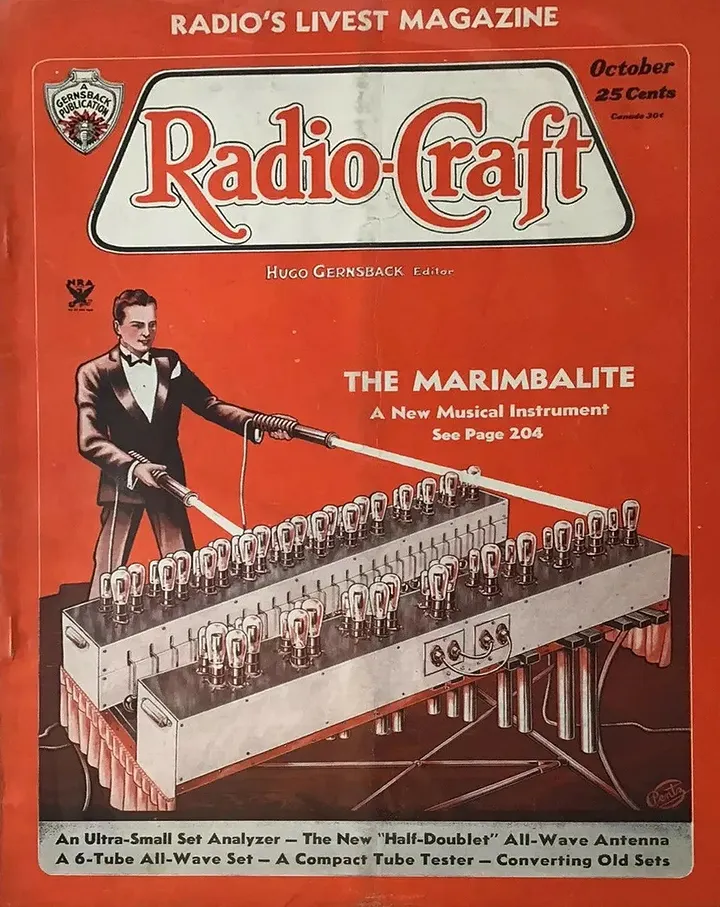 RADIO'S LIVEST MAGAZINE
A
GERNSBACK
PUBLICATION
October
25 Cents
Canada 30¢
Radio-Craft
HUGO GERNSBACK Editor
NRA
THE MARIMBALITE
A New Musical Instrument
See Page 204
Pentz
An Ultra-Small Set Analyzer — The New "Half-Doublet" All-Wave Antenna
A 6-Tube All-Wave Set — A Compact Tube Tester — Converting Old Sets